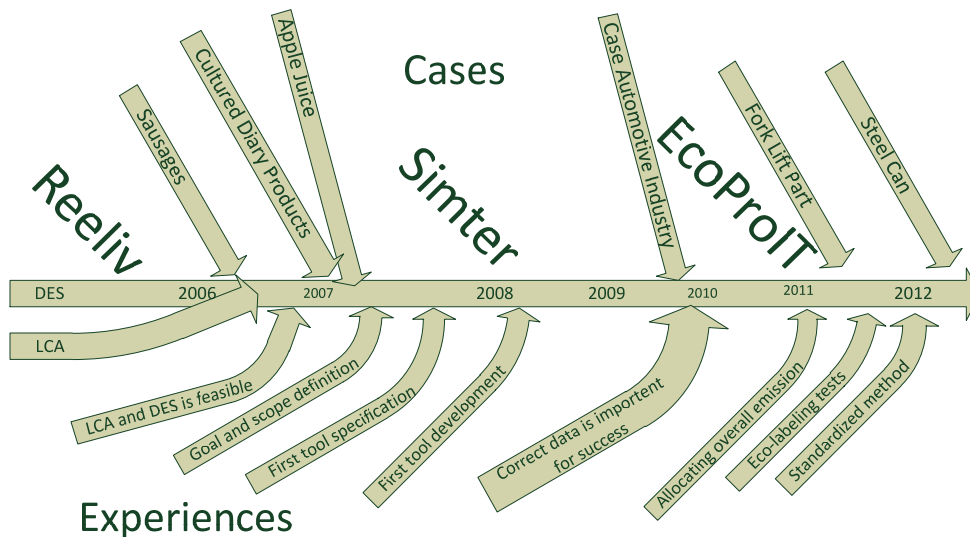 Cases
Sausages
Cultured Diary Products
Apple Juice
Case Automotive Industry
Fork Lift Part
Steel Can
Reeliv
Simter
EcoProIT
DES
2006
2007
2008
2009
2010
2011
2012
LCA
LCA and DES is feasible
Goal and scope definition
First tool specification
First tool development
Correct data is importent
for success
Allocating overall emission
Eco-labeling tests
Standardized method
Experiences